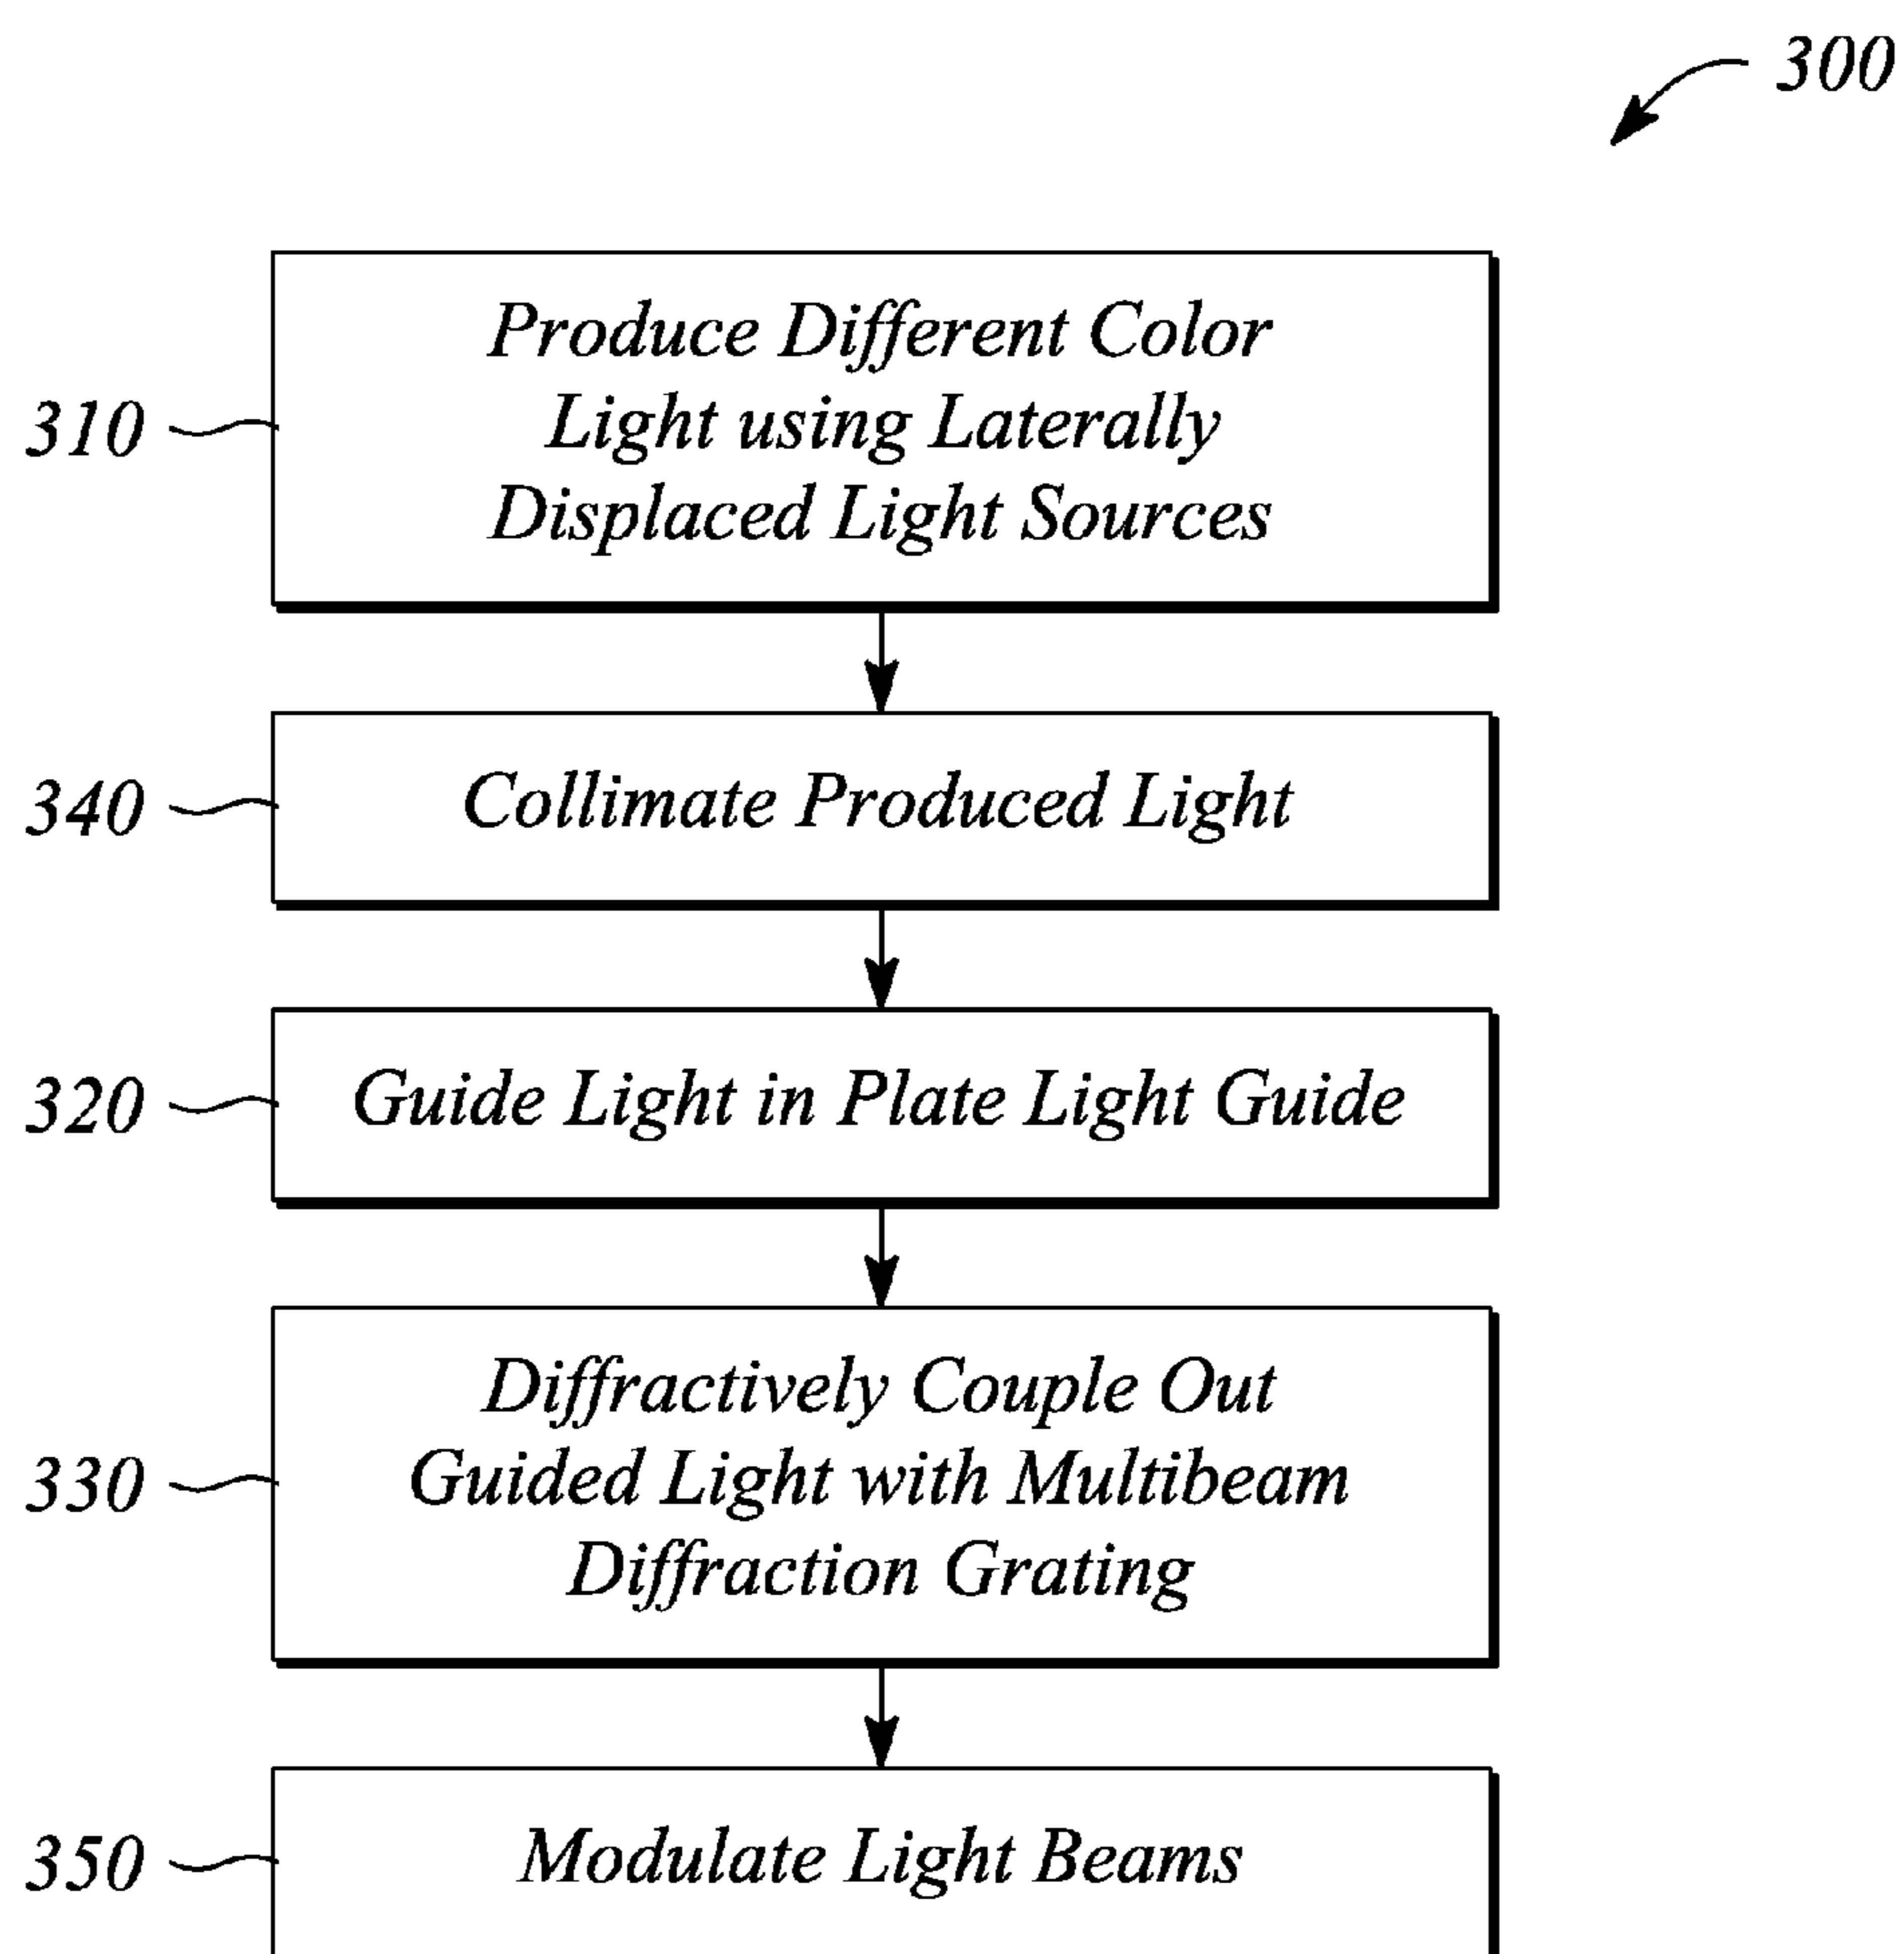 300
310
Produce Different Color
Light using Laterally
Displaced Light Sources
340
Collimate Produced Light
320
Guide Light in Plate Light Guide
330
Diffractively Couple Out
Guided Light with Multibeam
Diffraction Grating
350
Modulate Light Beams